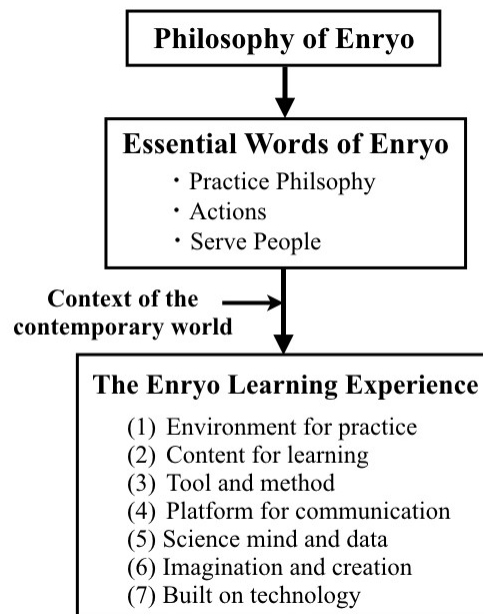 Philosophy of Enryo
Essential Words of Enryo
・Practice Philsophy
・Actions
・Serve People
Context of the
contemporary world
The Enryo Learning Experience
(1) Environment for practice
(2) Content for learning
(3) Tool and method
(4) Platform for communication
(5) Science mind and data
(6) Imagination and creation
(7) Built on technology